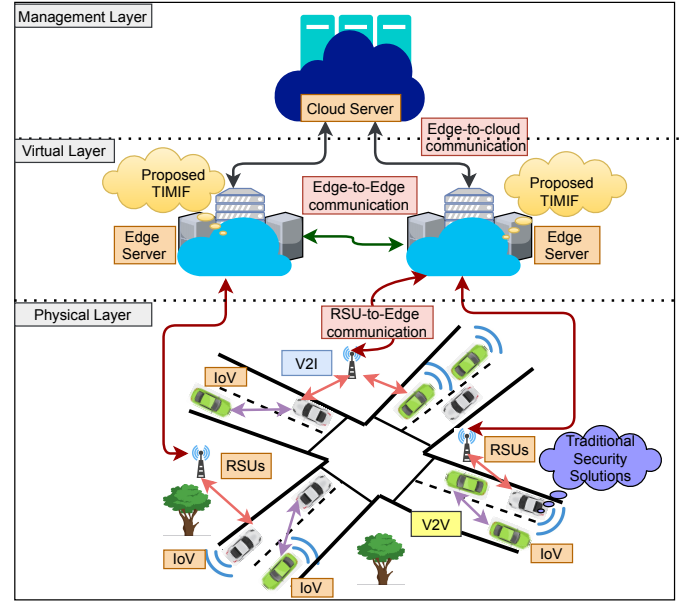 Management Layer
Cloud Server
Edge-to-cloud
communication
Virtual Layer
Proposed
TIMIF
Edge-to-Edge
communication
Proposed
TIMIF
Edge
Server
Edge
Server
Physical Layer
RSU-to-Edge
communication
V2I
IoV
RSUs
RSUs
Traditional
Security
Solutions
V2V
IoV
IoV
IoV